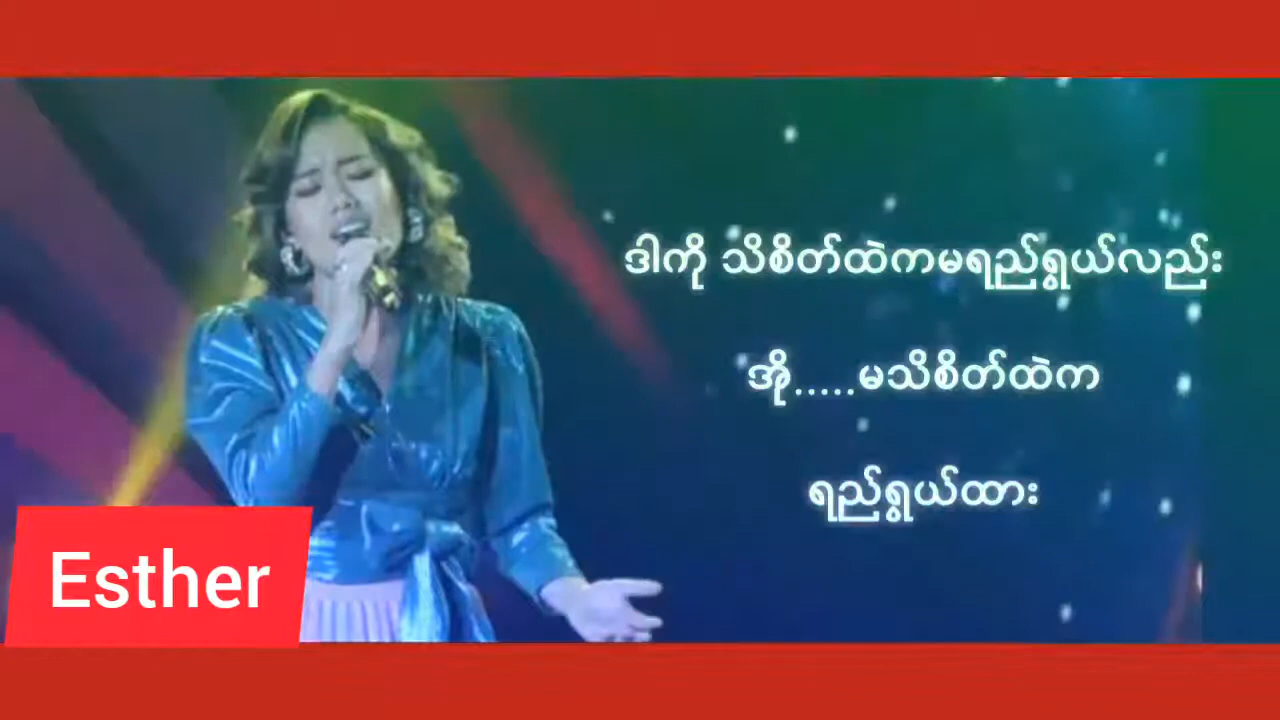 ဒါကို သိစိတ်ထဲကမရည်ရွယ်လည်း
အို.....မသိစိတ်ထဲက
ရည်ရွယ်ထား
Esther